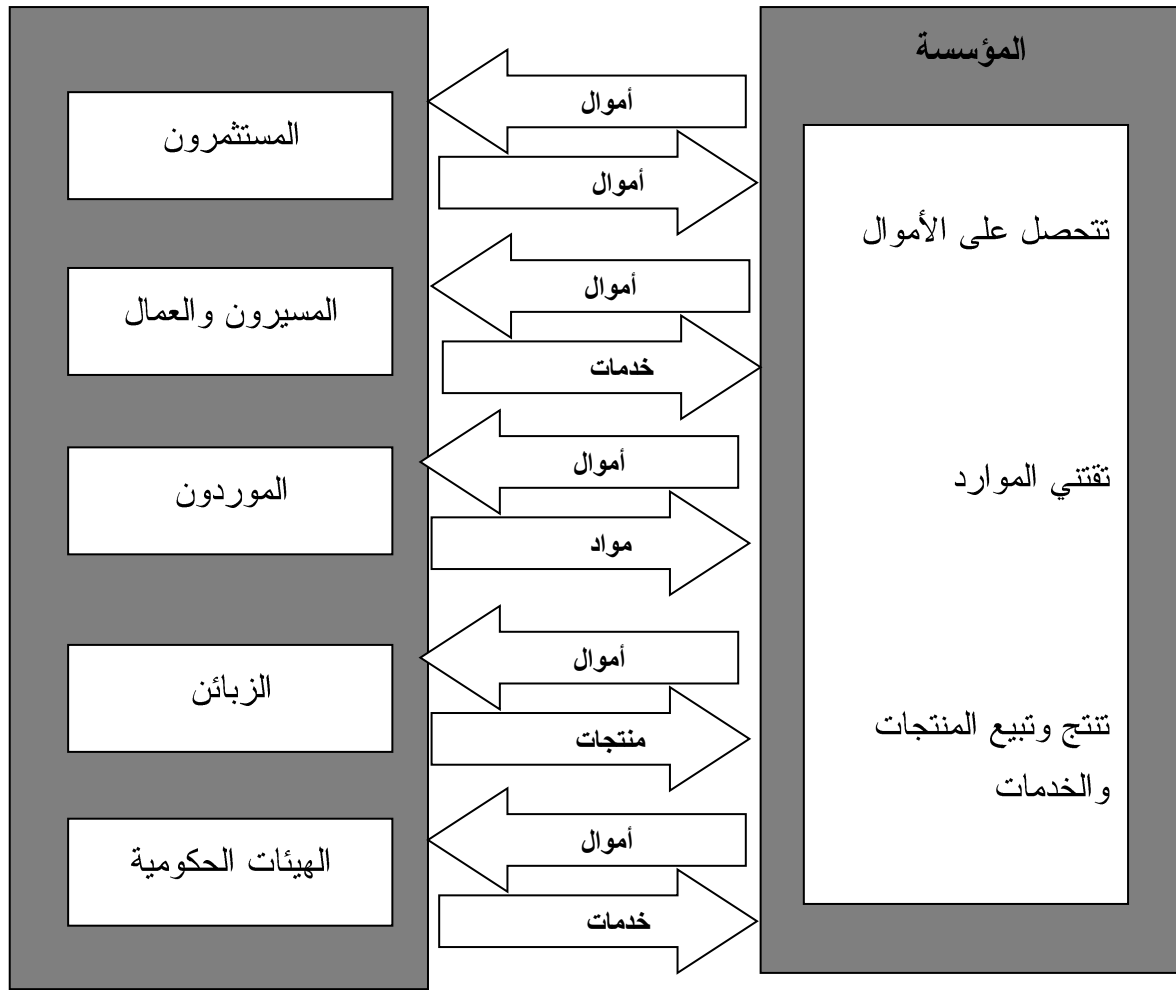 المؤسسة
تتحصل على الأموال
تقتني الموارد
تنتج وتبيع المنتجات
والخدمات
أموال
أموال
أموال
خدمات
أموال
مواد
أموال
منتجات
أموال
خدمات
المستثمرون
المسيرون والعمال
الموردون
الزبائن
الهيئات الحكومية